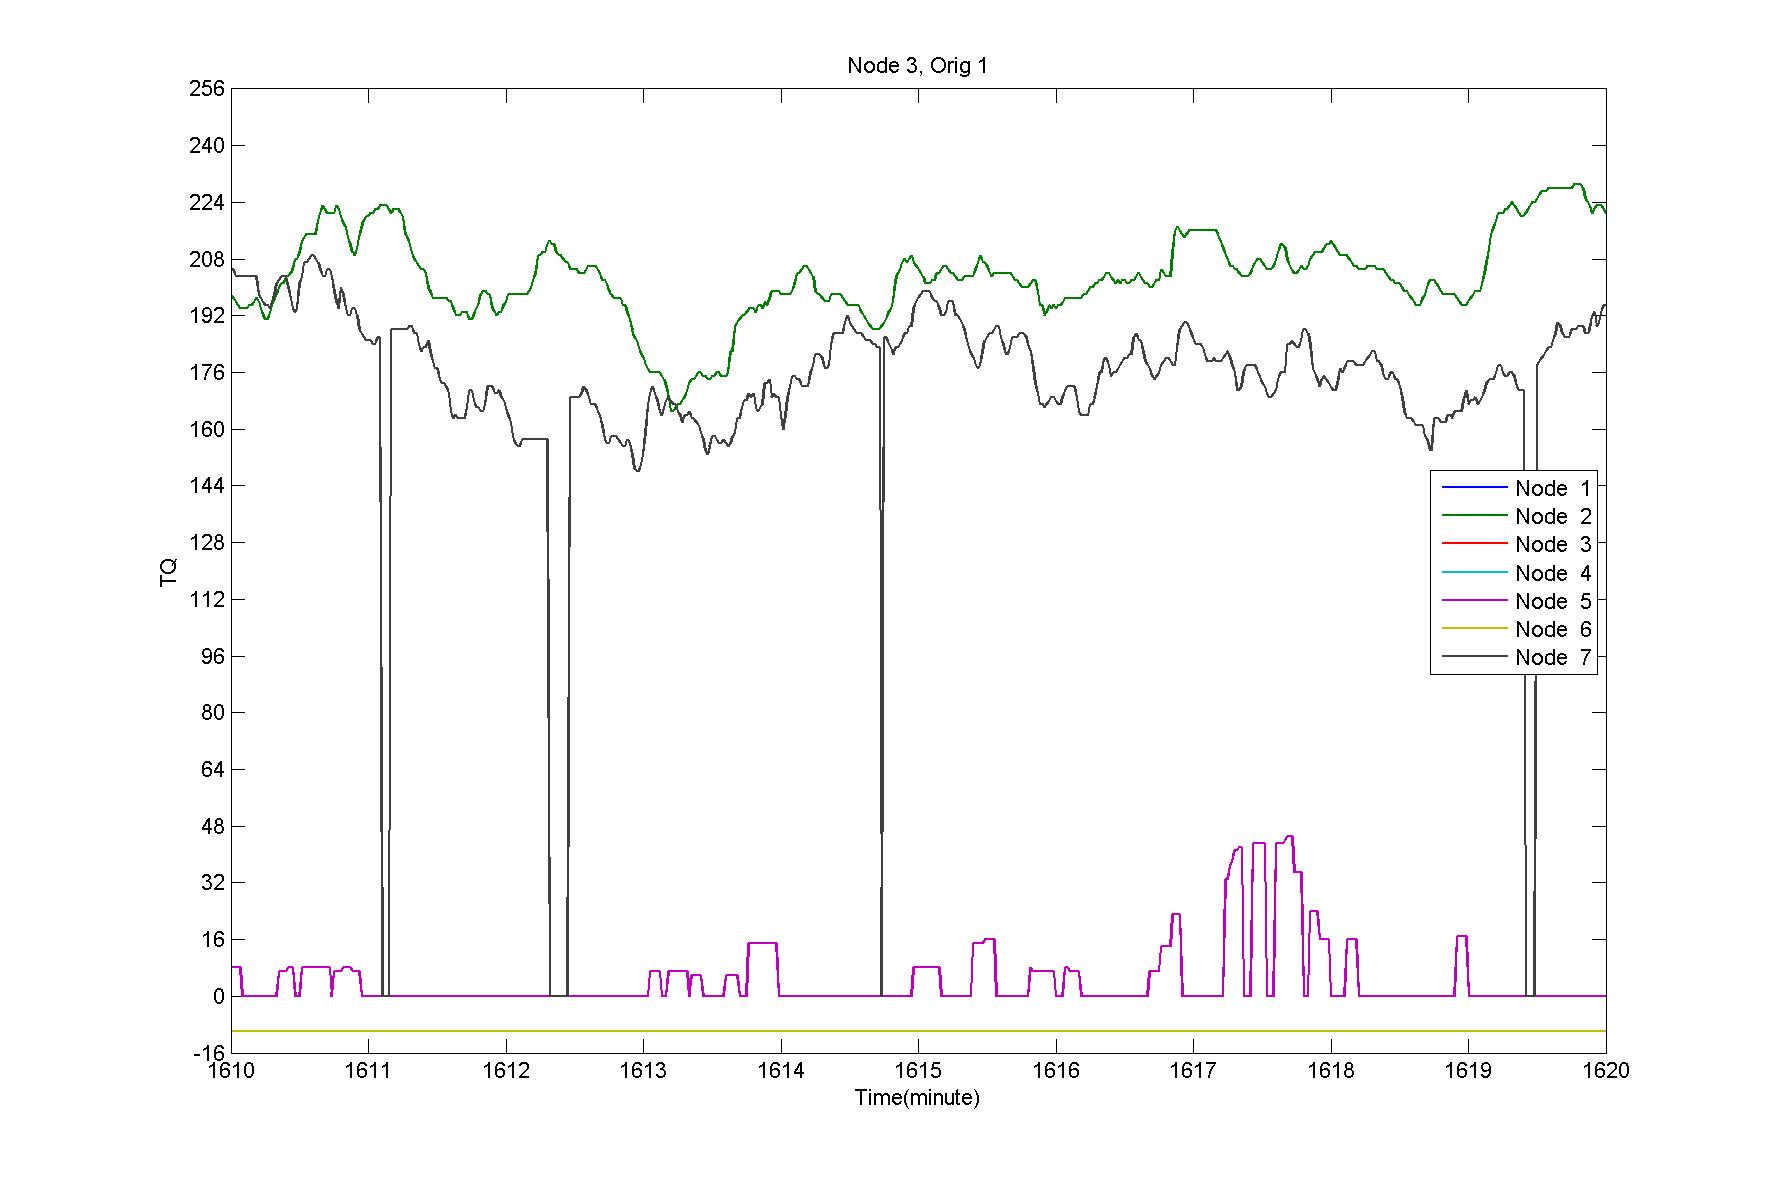 Node 3, Orig 1
256
240
224
208
192
176
160
144
128
112
96
80
64
48
32
16
0
-16
TQ
Node 1
Node 2
Node 3
Node 4
Node 5
Node 6
Node 7
1610 1611 1612 1613 1614 1615 1616 1617 1618 1619 1620
Time(minute)